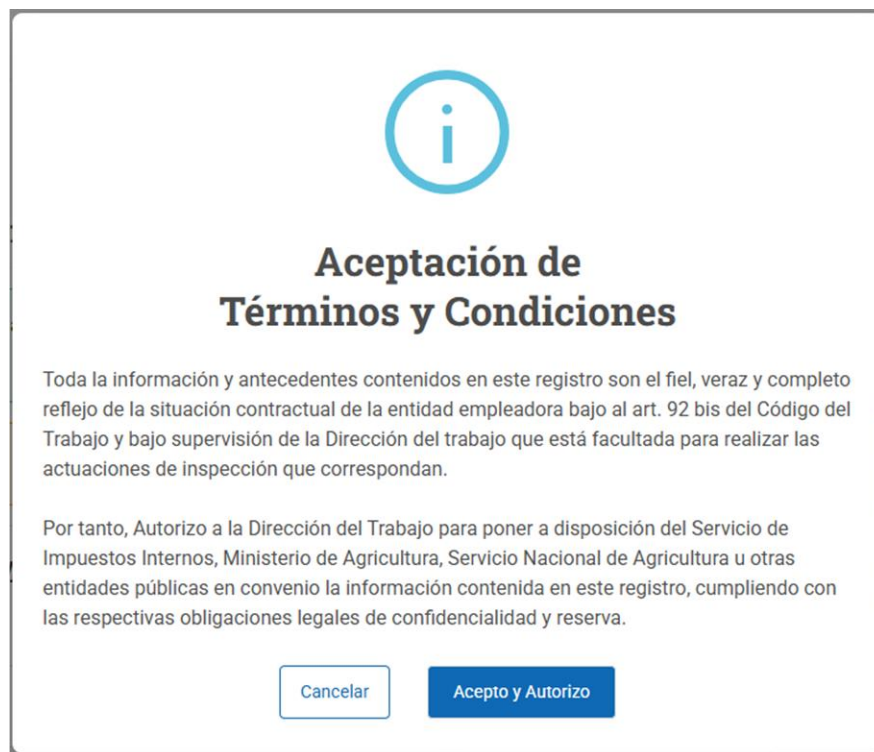 Aceptación de
Términos y Condiciones
Toda la información y antecedentes contenidos en este registro son el fiel, veraz y completo
reflejo de la situación contractual de la entidad empleadora bajo al art. 92 bis del Código del
Trabajo y bajo supervisión de la Dirección del trabajo que está facultada para realizar las
actuaciones de inspección que correspondan.
Por tanto, Autorizo a la Dirección del Trabajo para poner a disposición del Servicio de
Impuestos Internos, Ministerio de Agricultura, Servicio Nacional de Agricultura u otras
entidades públicas en convenio la información contenida en este registro, cumpliendo con
las respectivas obligaciones legales de confidencialidad y reserva.
Cancelar
Acepto y Autorizo